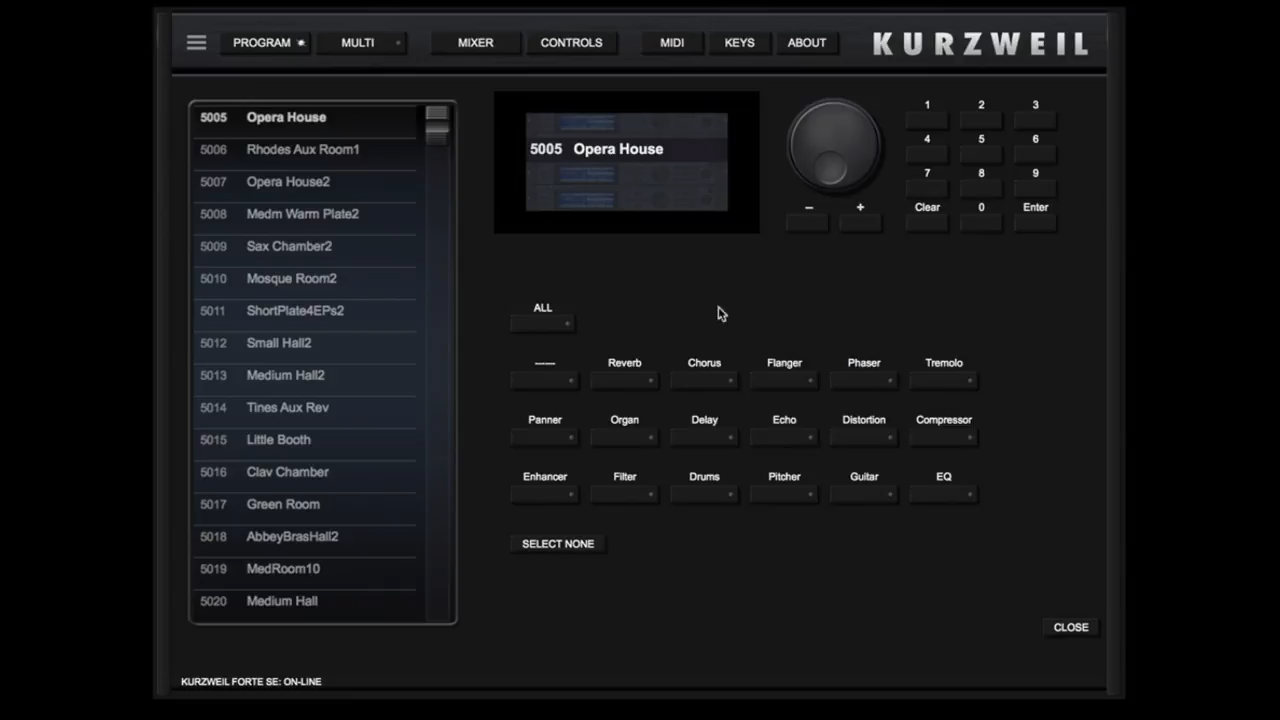 PROGRAM MULTI MIXER CONTROLS MIDI KEYS ABOUT KURZWEIL
5005 Opera House
5006 Rhodes Aux Room1
5007 Opera House2
5008 Medm Warm Plate2
5009 Sax Chamber2
5010 Mosque Room2
5011 ShortPlate4EPs2
5012 Small Hall2
5013 Medium Hall2
5014 Tines Aux Rev
5015 Little Booth
5016 Clav Chamber
5017 Green Room
5018 AbbeyBrasHall2
5019 MedRoom10
5020 Medium Hall
5005 Opera House
1 2 3
4 5 6
7 8 9
– + Clear 0 Enter
ALL
----- Reverb Chorus Flanger Phaser Tremolo
Panner Organ Delay Echo Distortion Compressor
Enhancer Filter Drums Pitcher Guitar EQ
SELECT NONE
CLOSE
KURZWEIL FORTE SE: ON-LINE